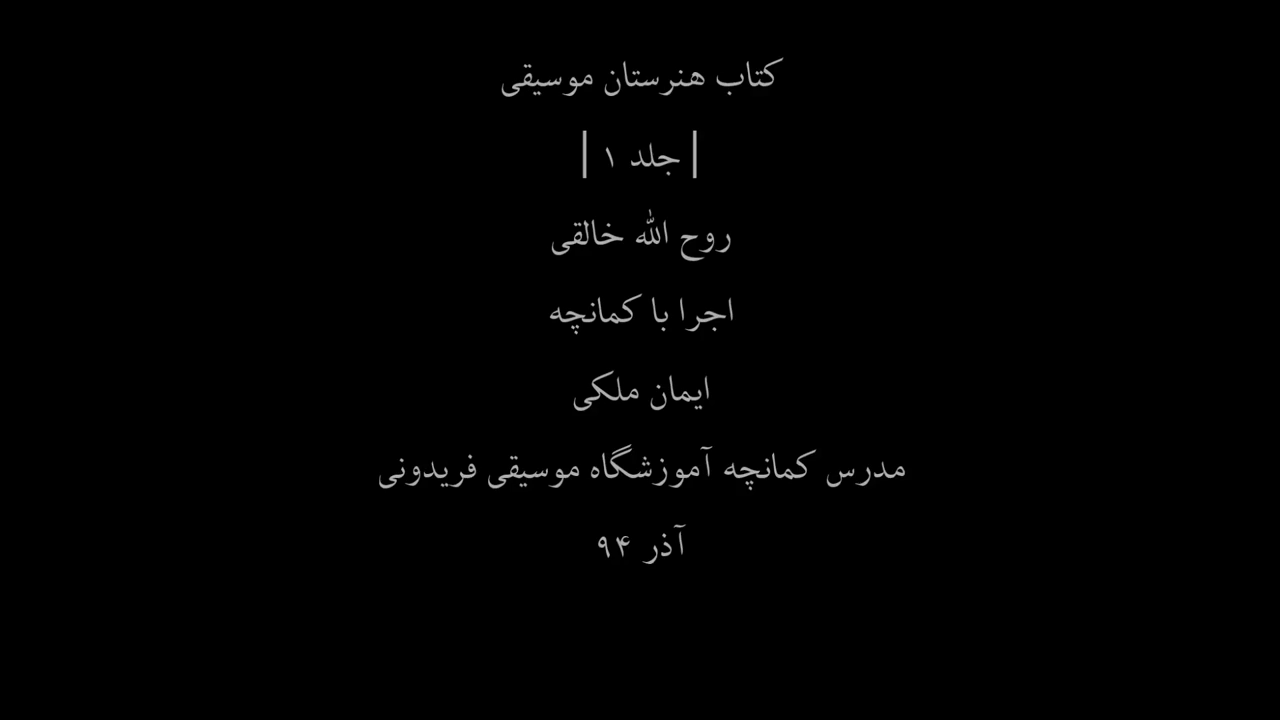 کتاب هنرستان موسیقی
| جلد ۱ |
روح الله خالقی
اجرا با کمانچه
ایمان ملکی
مدرس کمانچه آموزشگاه موسیقی فریدونی
آذر ۹۴